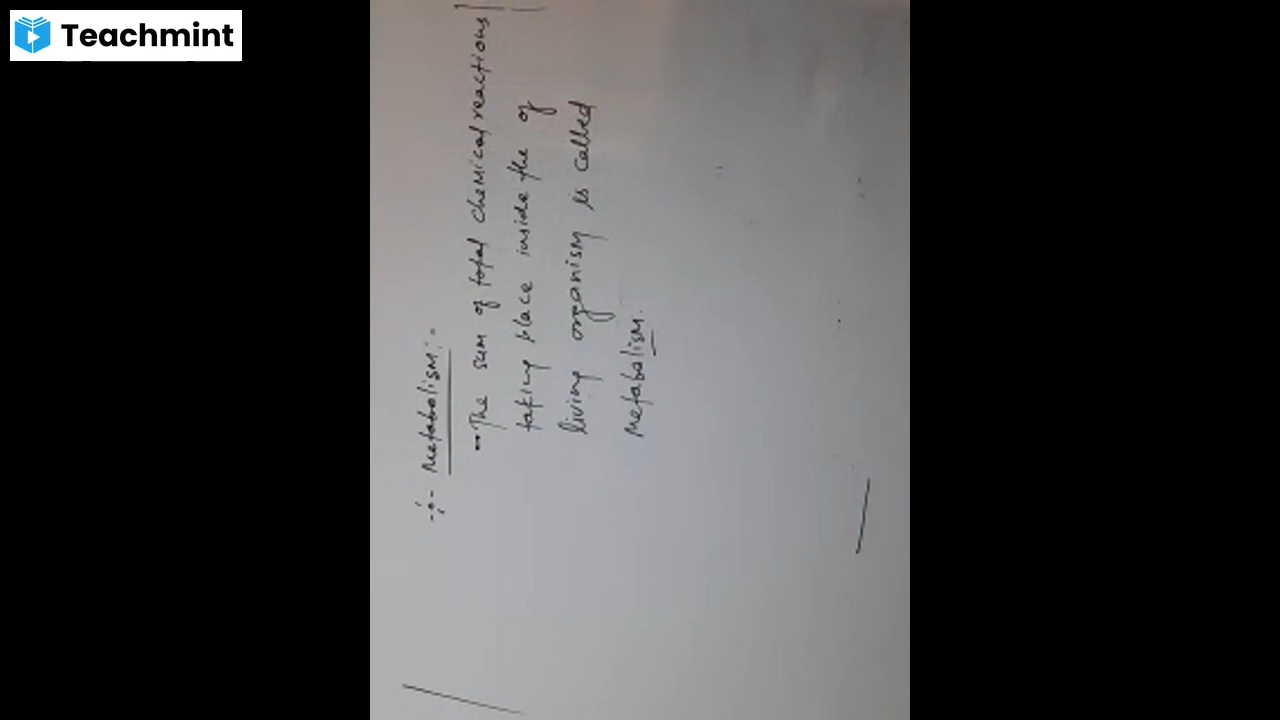 Teachmint
Metabolism:-
→ The sum of total chemical reactions
taking place inside the of
living organism is called
metabolism.